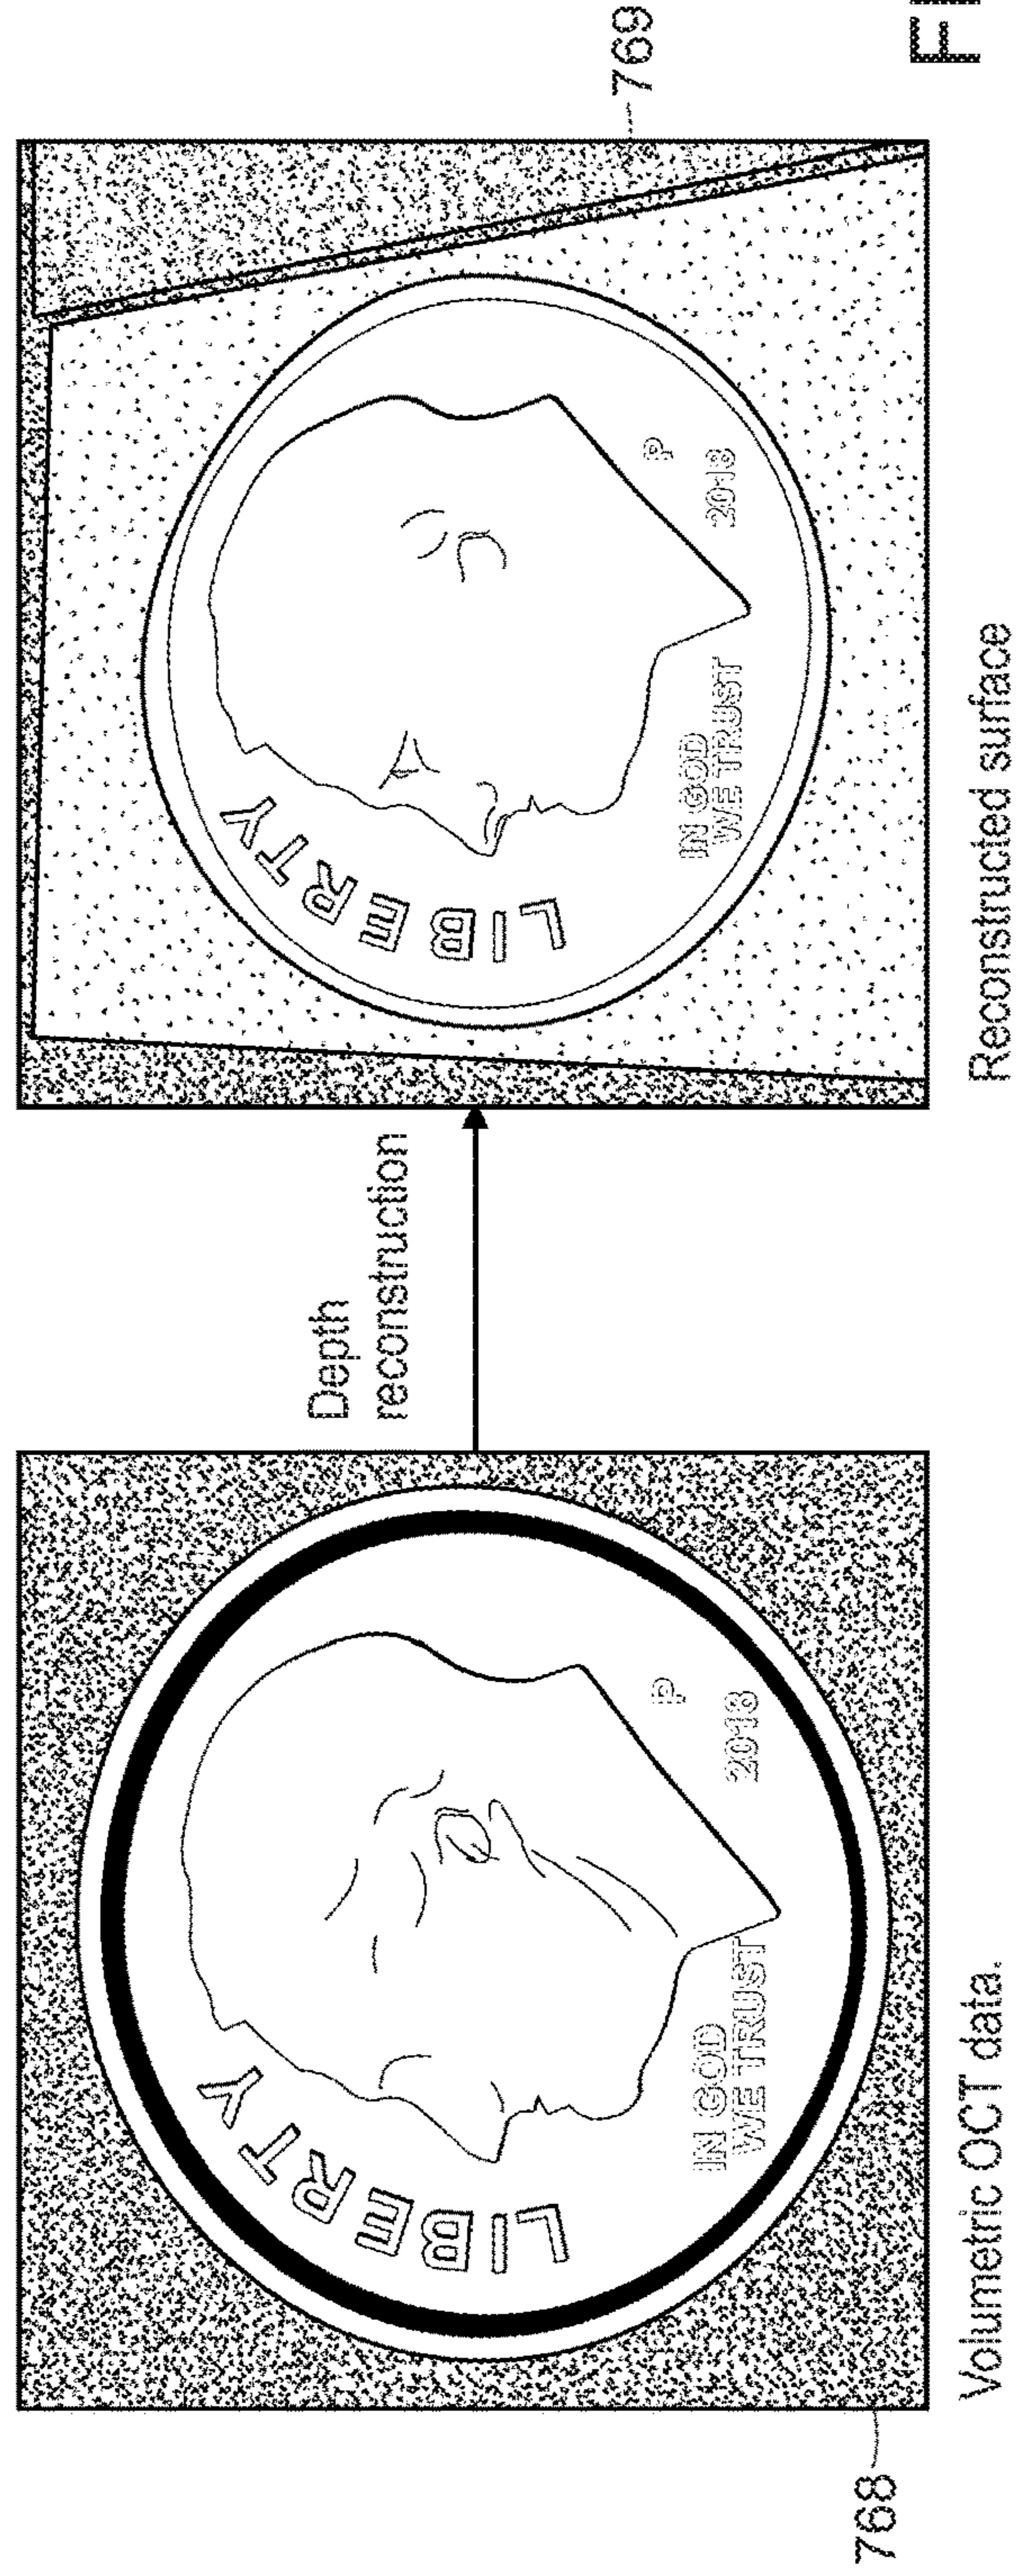 768
LIBERTY
IN GOD
WE TRUST
P
2018
Volumetric OCT data.
Depth
reconstruction
LIBERTY
IN GOD
WE TRUST
P
2018
769
Reconstructed surface